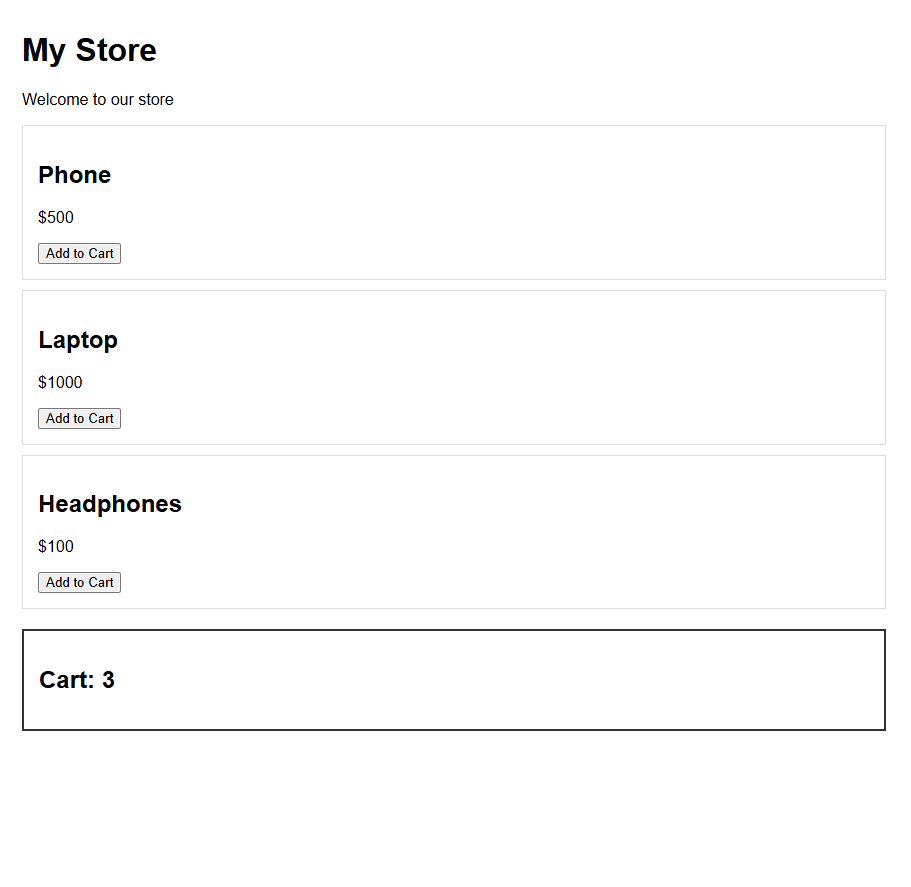 My Store
Welcome to our store
Phone
$500
Add to Cart
Laptop
$1000
Add to Cart
Headphones
$100
Add to Cart
Cart: 3